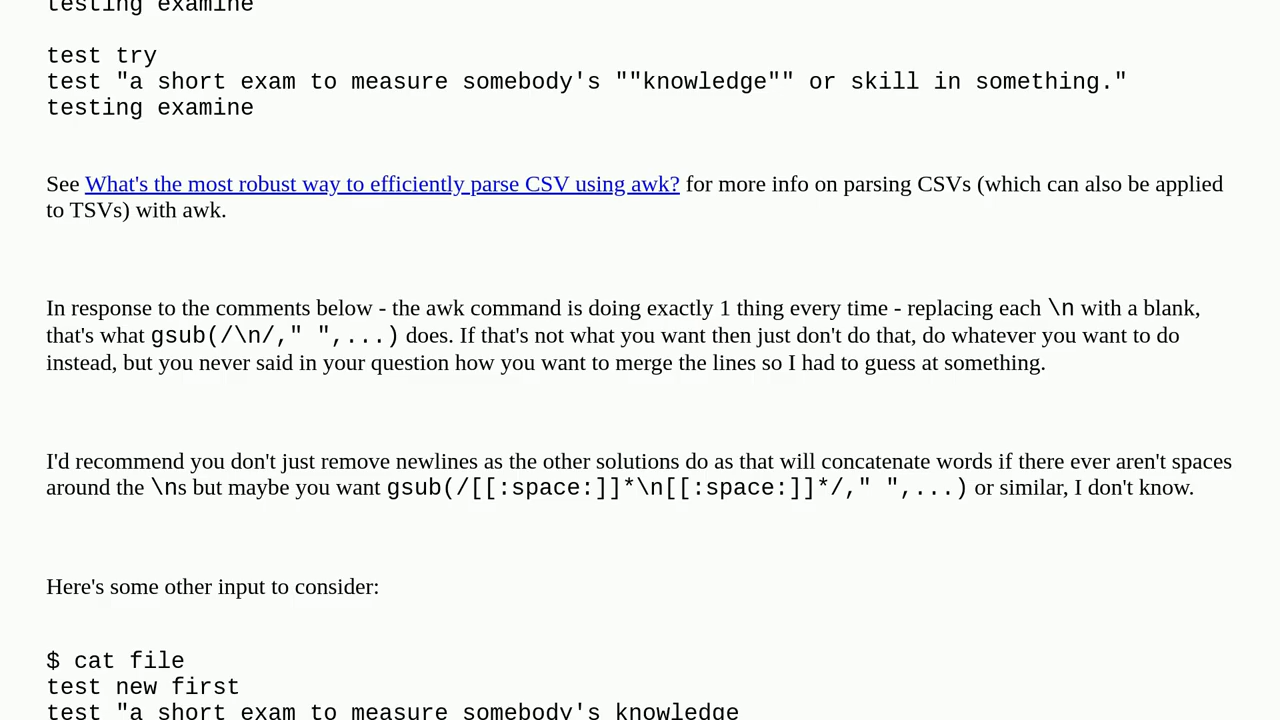 testing examine
test try
test "a short exam to measure somebody's ""knowledge"" or skill in something."
testing examine
See What's the most robust way to efficiently parse CSV using awk? for more info on parsing CSVs (which can also be applied
to TSVs) with awk.
In response to the comments below - the awk command is doing exactly 1 thing every time - replacing each \n with a blank,
that's what gsub(/\n/," ",...) does. If that's not what you want then just don't do that, do whatever you want to do
instead, but you never said in your question how you want to merge the lines so I had to guess at something.
I'd recommend you don't just remove newlines as the other solutions do as that will concatenate words if there ever aren't spaces
around the \ns but maybe you want gsub(/[[:space:]]*\n[[:space:]]*/," ",...) or similar, I don't know.
Here's some other input to consider:
$ cat file
test new first
test "a short exam to measure somebody's knowledge